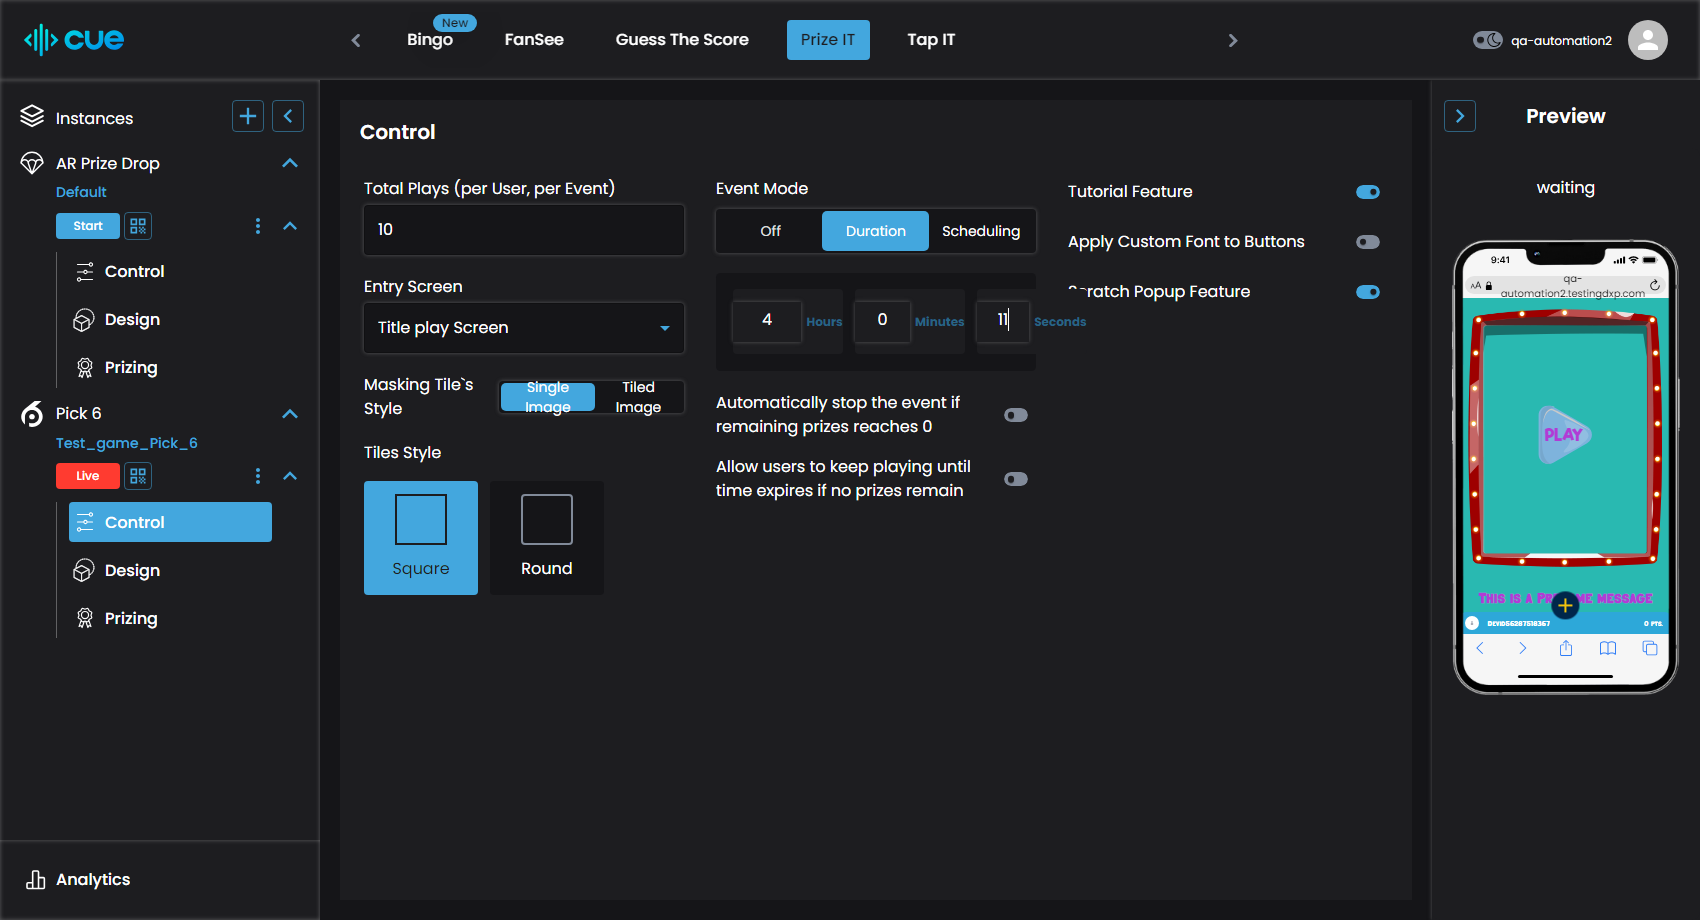 cue
New
Bingo
FanSee
Guess The Score
Prize IT
Tap IT
qa-automation2
Instances
AR Prize Drop
Default
Start
Control
Design
Prizing
Pick 6
Test_game_Pick_6
Live
Control
Design
Prizing
Analytics
Control
Total Plays (per User, per Event)
10
Entry Screen
Title play Screen
Masking Tile`s
Style
Single
Image
Tiled
Image
Tiles Style
Square
Round
Event Mode
Off
Duration
Scheduling
4
Hours
0
Minutes
11
Seconds
Automatically stop the event if
remaining prizes reaches 0
Allow users to keep playing until
time expires if no prizes remain
Tutorial Feature
Apply Custom Font to Buttons
Scratch Popup Feature
Preview
waiting
9:41
AA
qa-
automation2.testingdxp.com
PLAY
This is a Pr me message
0 PTS.